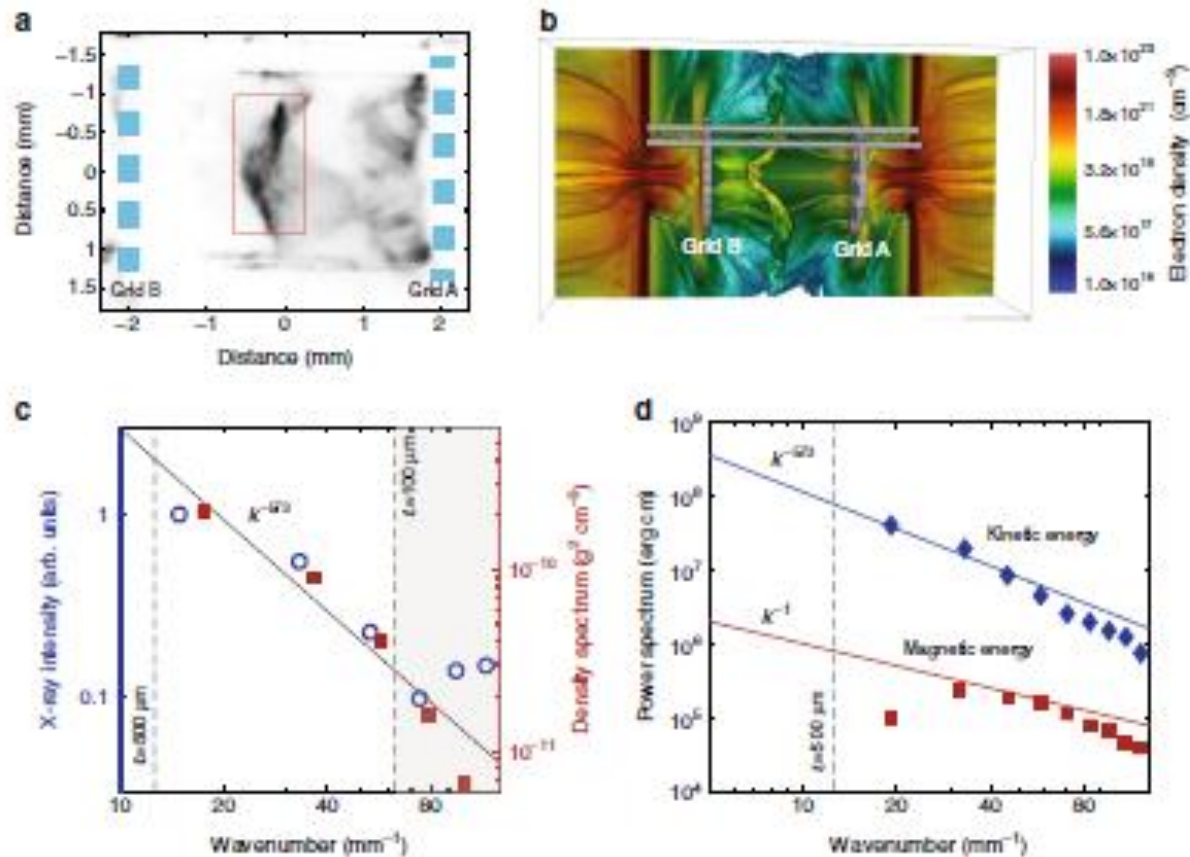 a
−1.5
−1
−0.5
0
0.5
1
1.5
Distance (mm)
Grid B
Grid A
−2
−1
0
1
2
Distance (mm)
b
Grid B
Grid A
Electron density
c
X-ray intensity (arb. units)
1
0.1
10
20
40
80
Wavenumber (mm⁻¹)
Density spectrum (g² cm⁻⁶)
10⁻¹⁰
10⁻¹¹
d
Power spectrum (erg cm)
10⁹
10⁸
10⁷
10⁶
10⁵
10⁴
k⁻¹
Kinetic energy
Magnetic energy
10
20
40
80
Wavenumber (mm⁻¹)